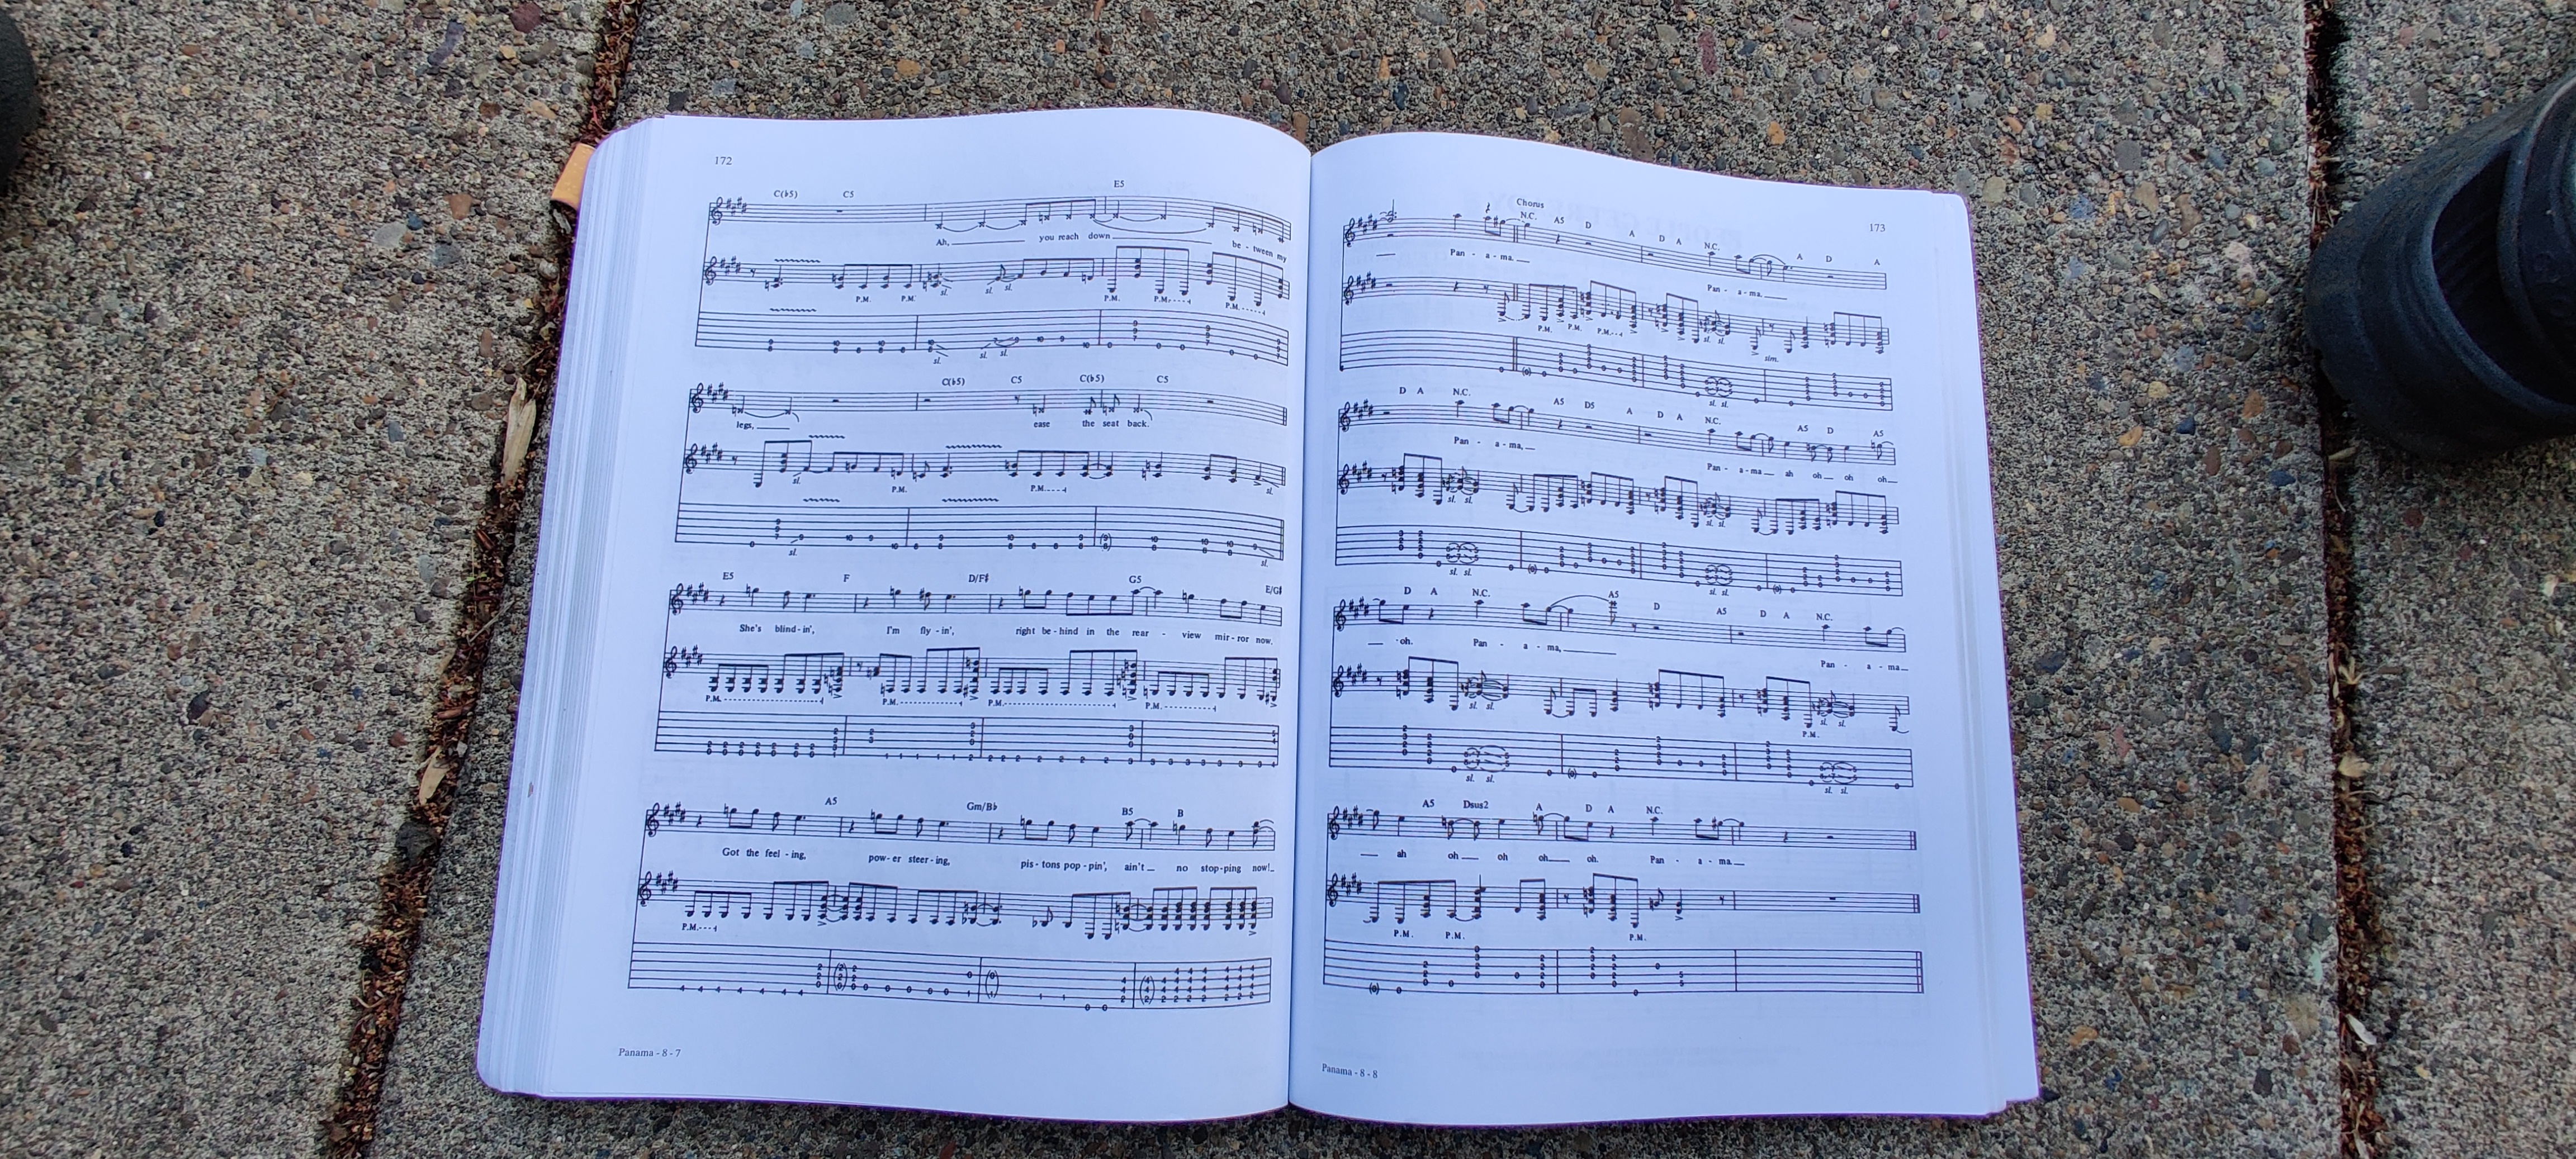 172
C(♭5) C5 E5
Ah, you reach down be - tween my
P.M. P.M. sl. sl. sl. P.M. P.M. P.M.
sl. sl. sl.
C(♭5) C5 C(♭5) C5
legs, ease the seat back.
sl. P.M. P.M. sl.
sl. sl.
E5 F D/F♯ G5 E/G♯
She's blind - in', I'm fly - in', right be - hind in the rear - view mir - ror now.
P.M. P.M. P.M. P.M.
A5 Gm/B♭ B5 B
Got the feel - ing, pow - er steer - ing, pis - tons pop - pin', ain't no stop - ping now!
P.M.
Panama - 8 - 7
173
Chorus
N.C. A5 D A D A N.C. A D A
Pan - a - ma. Pan - a - ma.
P.M. P.M. P.M. sl. sl. sim.
sl. sl.
D A N.C. A5 D5 A D A N.C. A5 D A5
Pan - a - ma, Pan - a - ma ah oh oh oh
sl. sl. sl. sl.
sl. sl. sl. sl.
D A N.C. A5 D A5 D A N.C.
oh. Pan - a - ma, Pan - a - ma
sl. sl. P.M. sl. sl.
sl. sl. sl. sl.
A5 Dsus2 A D A N.C.
ah oh oh oh oh. Pan - a - ma.
P.M. P.M. P.M.
Panama - 8 - 8